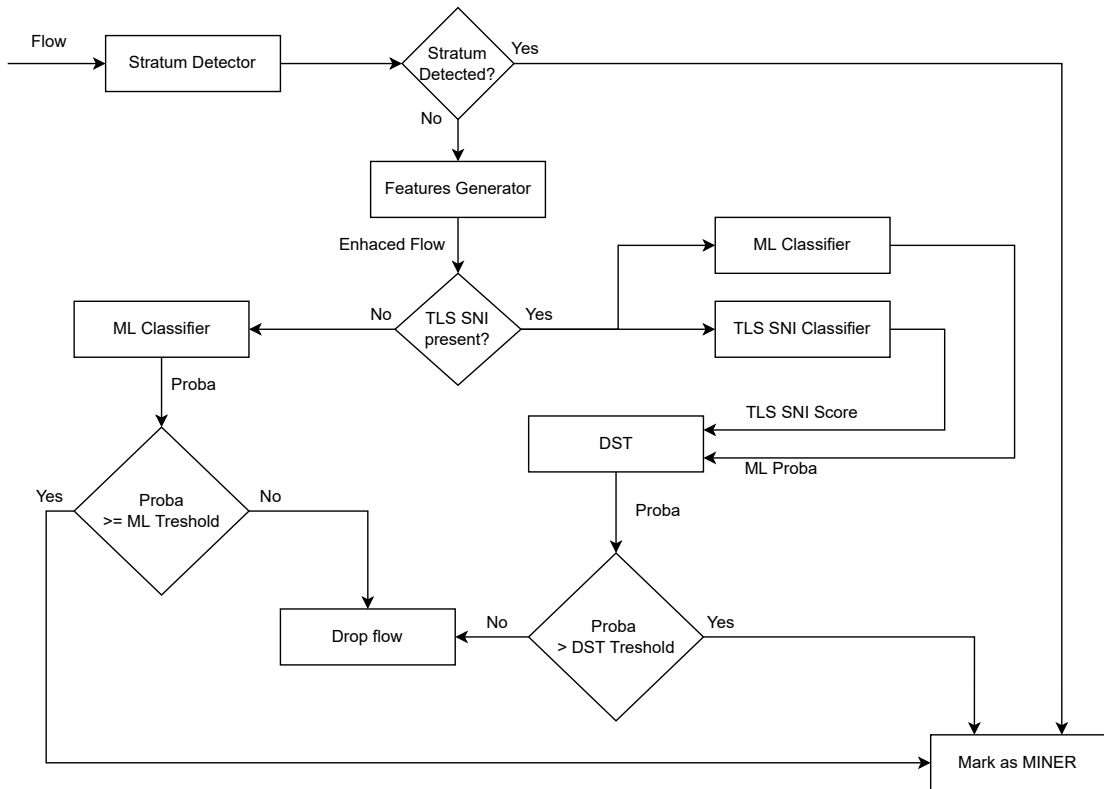 Flow
Stratum Detector
Stratum
Detected?
Yes
No
Features Generator
Enhaced Flow
ML Classifier
TLS SNI
present?
No
Yes
ML Classifier
TLS SNI Classifier
Proba
TLS SNI Score
DST
ML Proba
Yes
Proba
>= ML Treshold
No
Proba
Drop flow
No
Proba
> DST Treshold
Yes
Mark as MINER